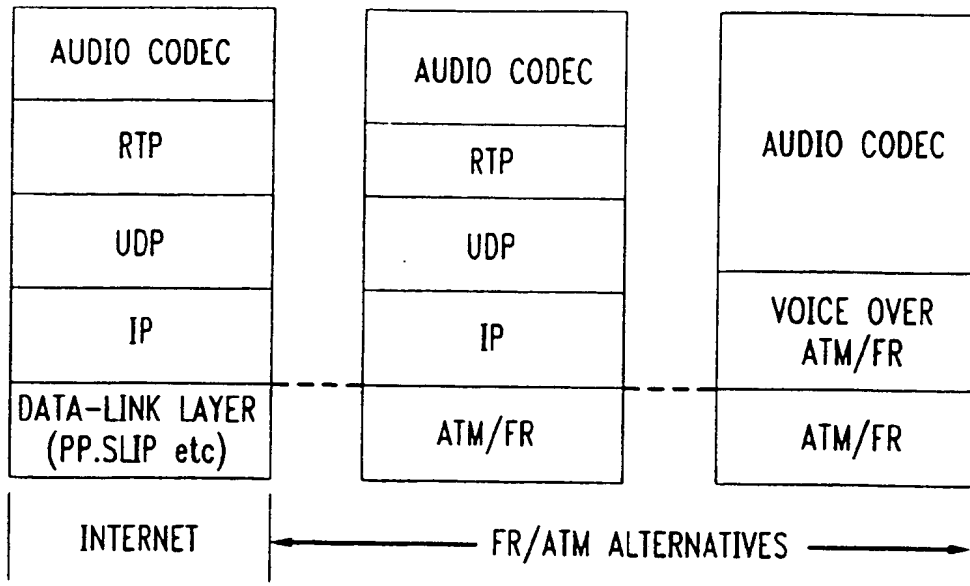 AUDIO CODEC
RTP
UDP
IP
DATA-LINK LAYER
(PP.SLIP etc)
INTERNET
AUDIO CODEC
RTP
UDP
IP
ATM/FR
AUDIO CODEC
VOICE OVER
ATM/FR
ATM/FR
FR/ATM ALTERNATIVES